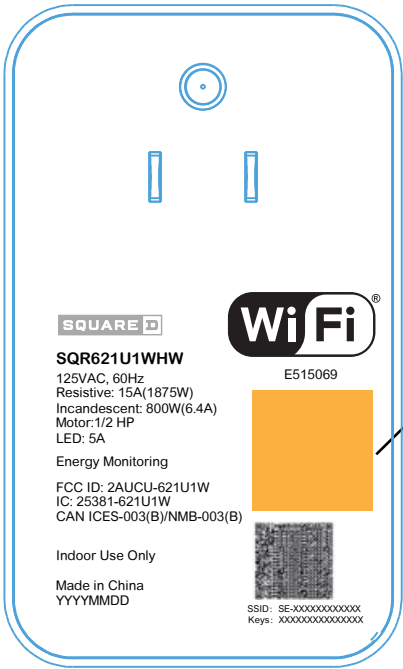 SQUARE D
WiFi®
SQR621U1WHW
E515069
125VAC, 60Hz
Resistive: 15A(1875W)
Incandescent: 800W(6.4A)
Motor:1/2 HP
LED: 5A
Energy Monitoring
FCC ID: 2AUCU-621U1W
IC: 25381-621U1W
CAN ICES-003(B)/NMB-003(B)
Indoor Use Only
Made in China
YYYYMMDD
SSID: SE-XXXXXXXXXXXX
Keys: XXXXXXXXXXXXXXX